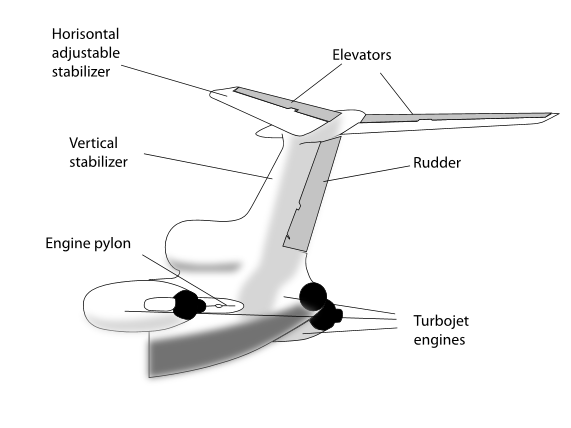 Horisontal
adjustable
stabilizer
Elevators
Vertical
stabilizer
Rudder
Engine pylon
Turbojet
engines